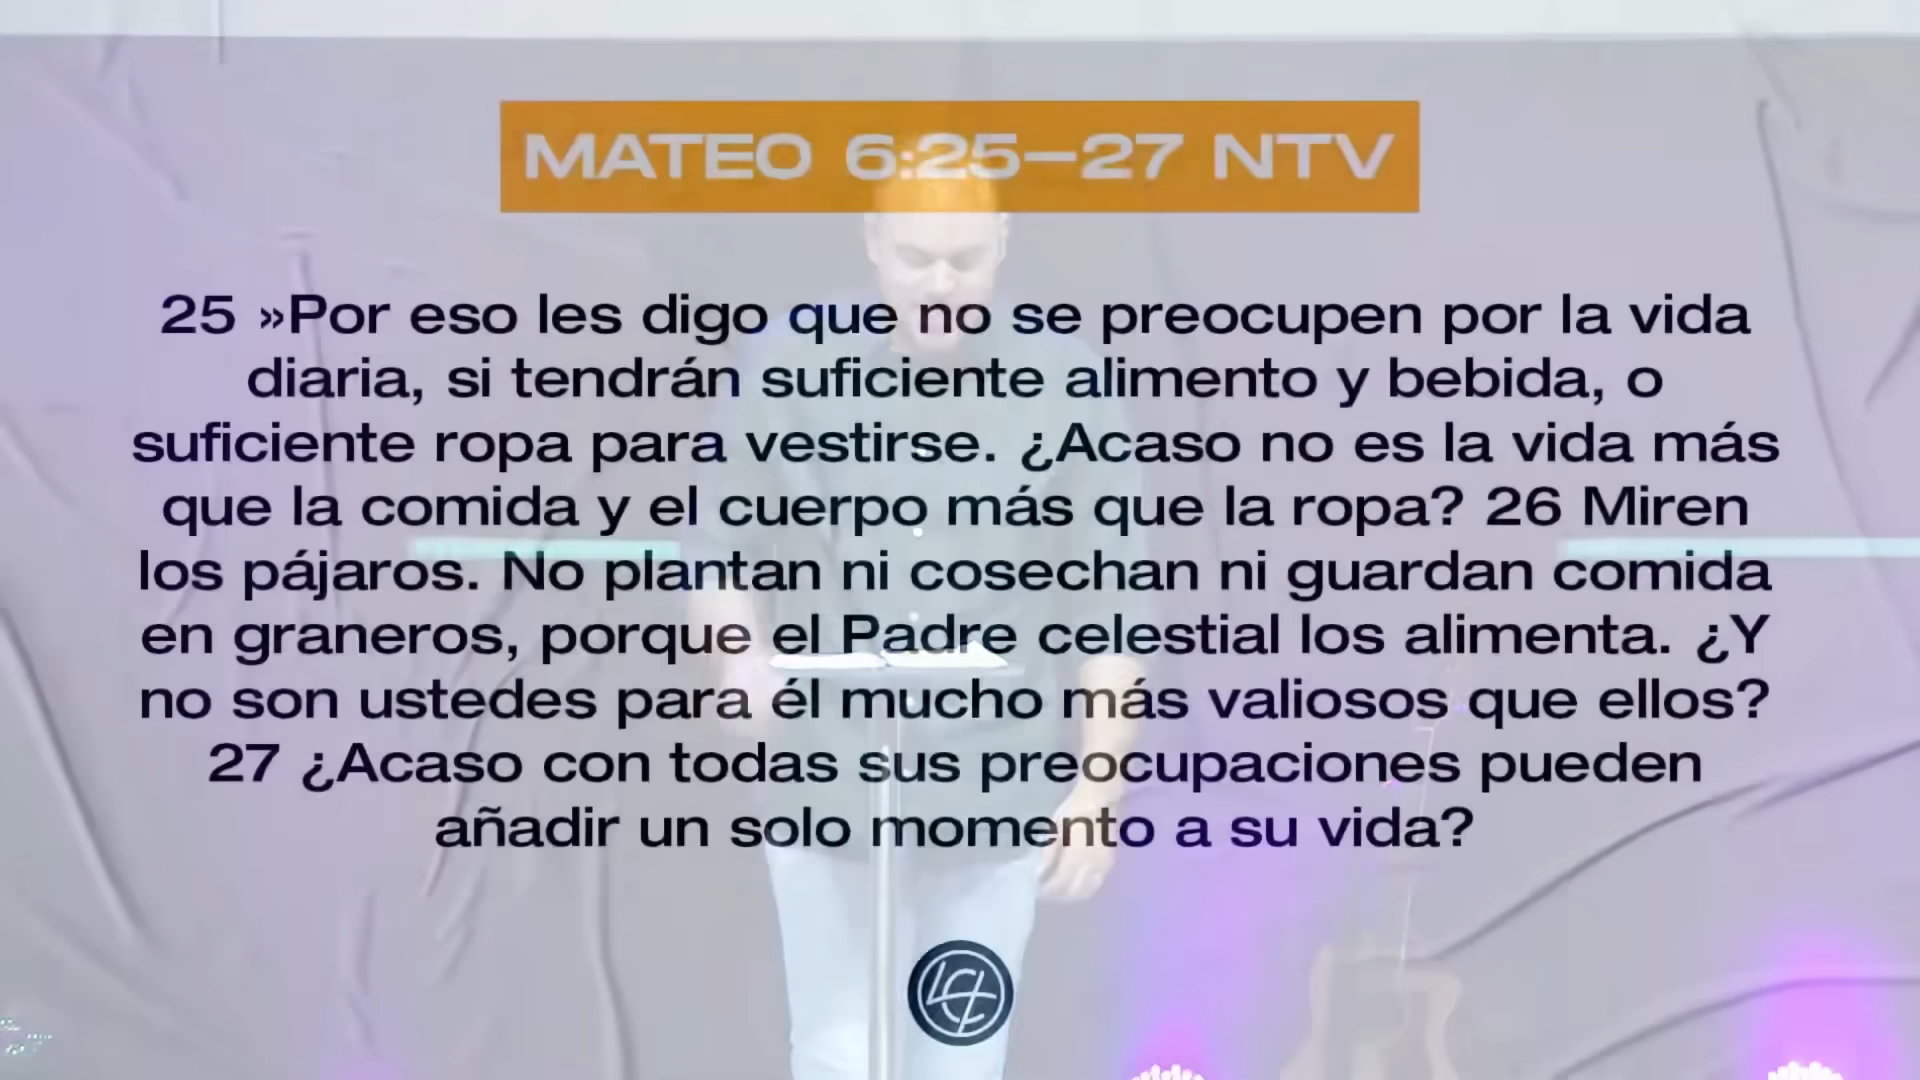 MATEO 6:25–27 NTV
25 »Por eso les digo que no se preocupen por la vida
diaria, si tendrán suficiente alimento y bebida, o
suficiente ropa para vestirse. ¿Acaso no es la vida más
que la comida y el cuerpo más que la ropa? 26 Miren
los pájaros. No plantan ni cosechan ni guardan comida
en graneros, porque el Padre celestial los alimenta. ¿Y
no son ustedes para él mucho más valiosos que ellos?
27 ¿Acaso con todas sus preocupaciones pueden
añadir un solo momento a su vida?